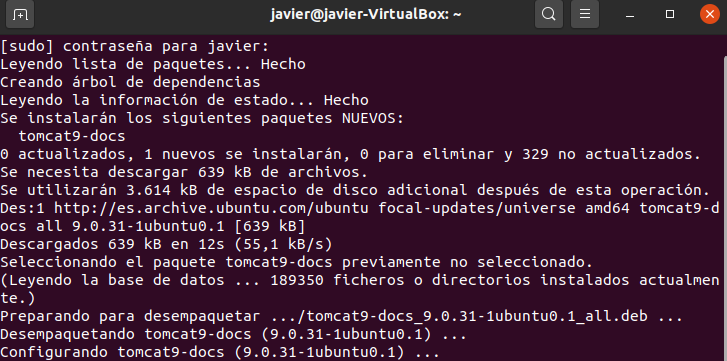 javier@javier-VirtualBox: ~
[sudo] contraseña para javier:
Leyendo lista de paquetes... Hecho
Creando árbol de dependencias
Leyendo la información de estado... Hecho
Se instalarán los siguientes paquetes NUEVOS:
  tomcat9-docs
0 actualizados, 1 nuevos se instalarán, 0 para eliminar y 329 no actualizados.
Se necesita descargar 639 kB de archivos.
Se utilizarán 3.614 kB de espacio de disco adicional después de esta operación.
Des:1 http://es.archive.ubuntu.com/ubuntu focal-updates/universe amd64 tomcat9-d
ocs all 9.0.31-1ubuntu0.1 [639 kB]
Descargados 639 kB en 12s (55,1 kB/s)
Seleccionando el paquete tomcat9-docs previamente no seleccionado.
(Leyendo la base de datos ... 189350 ficheros o directorios instalados actualmen
te.)
Preparando para desempaquetar .../tomcat9-docs_9.0.31-1ubuntu0.1_all.deb ...
Desempaquetando tomcat9-docs (9.0.31-1ubuntu0.1) ...
Configurando tomcat9-docs (9.0.31-1ubuntu0.1) ...